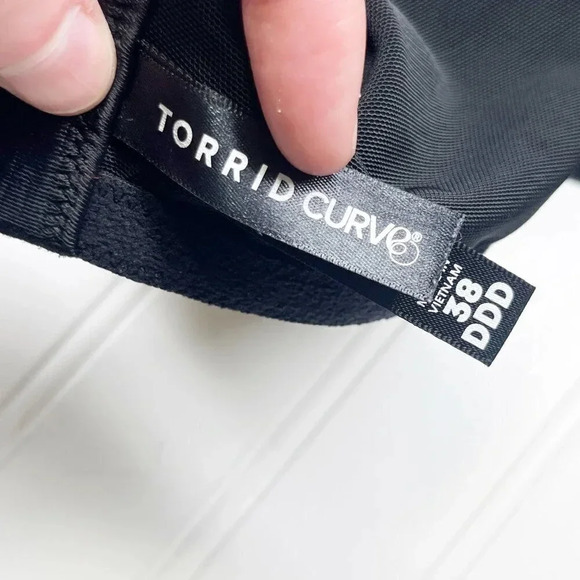 TORRID CURVE®
VIETNAM
38
DDD